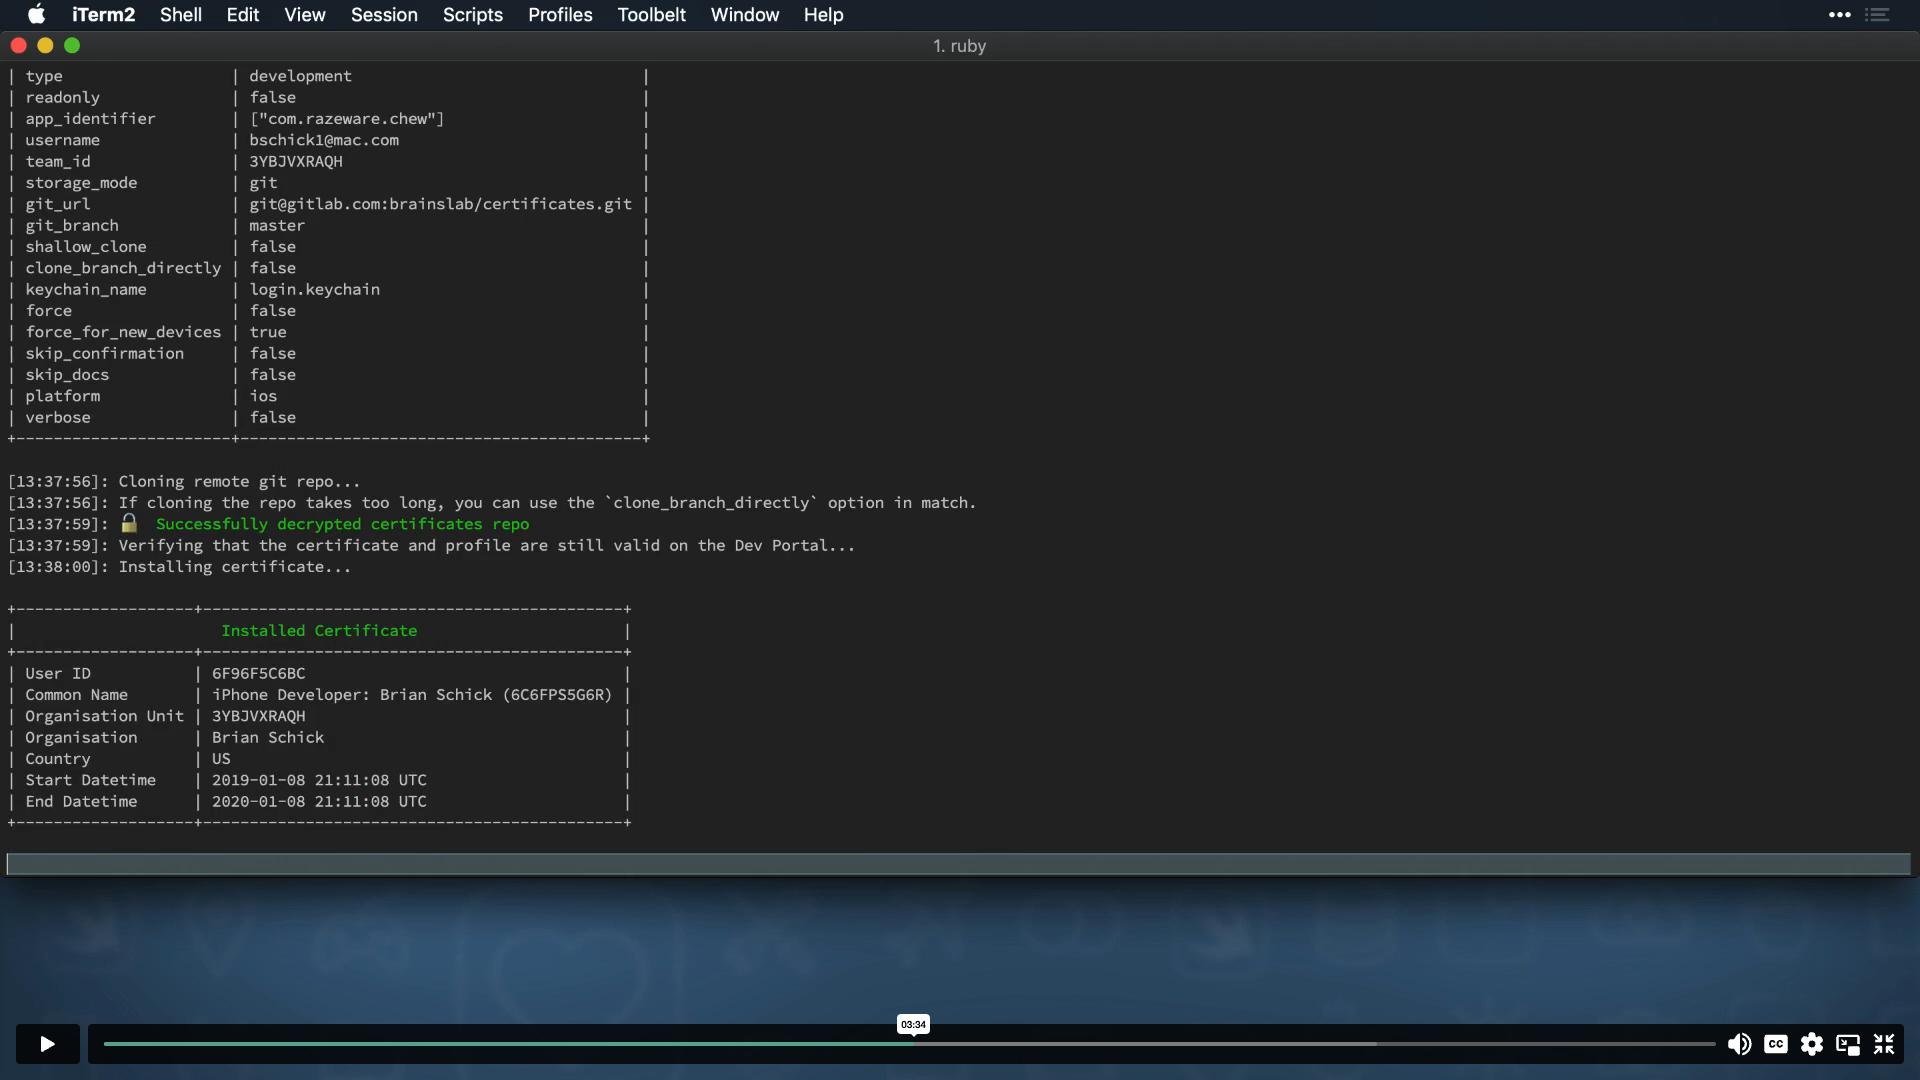 iTerm2 Shell Edit View Session Scripts Profiles Toolbelt Window Help
1. ruby
| type | development |
| readonly | false |
| app_identifier | ["com.razeware.chew"] |
| username | bschick1@mac.com |
| team_id | 3YBJVXRAQH |
| storage_mode | git |
| git_url | git@gitlab.com:brainslab/certificates.git |
| git_branch | master |
| shallow_clone | false |
| clone_branch_directly | false |
| keychain_name | login.keychain |
| force | false |
| force_for_new_devices | true |
| skip_confirmation | false |
| skip_docs | false |
| platform | ios |
| verbose | false |
+-----------------------+-------------------------------------------+
[13:37:56]: Cloning remote git repo...
[13:37:56]: If cloning the repo takes too long, you can use the `clone_branch_directly` option in match.
[13:37:59]: 🔓 Successfully decrypted certificates repo
[13:37:59]: Verifying that the certificate and profile are still valid on the Dev Portal...
[13:38:00]: Installing certificate...
+-------------------+---------------------------------------------+
| Installed Certificate |
+-------------------+---------------------------------------------+
| User ID | 6F96F5C6BC |
| Common Name | iPhone Developer: Brian Schick (6C6FPS5G6R) |
| Organisation Unit | 3YBJVXRAQH |
| Organisation | Brian Schick |
| Country | US |
| Start Datetime | 2019-01-08 21:11:08 UTC |
| End Datetime | 2020-01-08 21:11:08 UTC |
+-------------------+---------------------------------------------+
03:34
CC